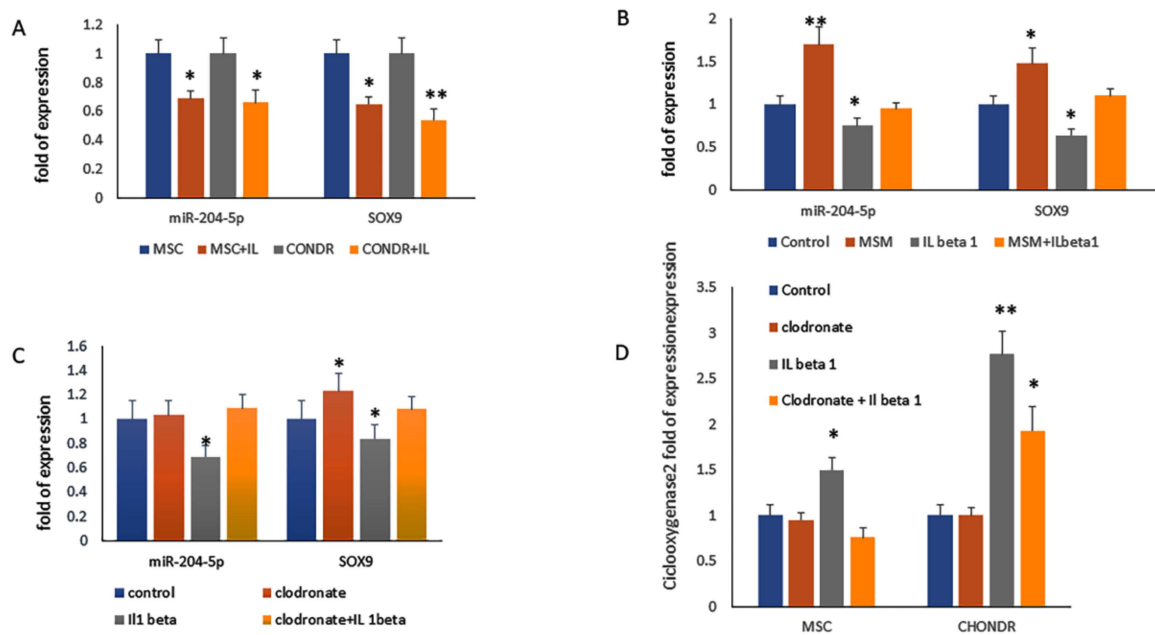 A
fold of expression
1.2
1
0.8
0.6
0.4
0.2
0
*
*
*
**
miR-204-5p
SOX9
MSC
MSC+IL
CONDR
CONDR+IL
B
fold of expression
2
1.5
1
0.5
0
**
*
*
*
miR-204-5p
SOX9
Control
MSM
IL beta 1
MSM+ILbeta1
C
fold of expression
1.6
1.4
1.2
1
0.8
0.6
0.4
0.2
0
*
*
*
miR-204-5p
SOX9
control
clodronate
Il1 beta
clodronate+IL 1beta
D
Ciclooxygenase2 fold of expressionexpression
3.5
3
2.5
2
1.5
1
0.5
0
Control
clodronate
IL beta 1
Clodronate + Il beta 1
*
**
*
MSC
CHONDR